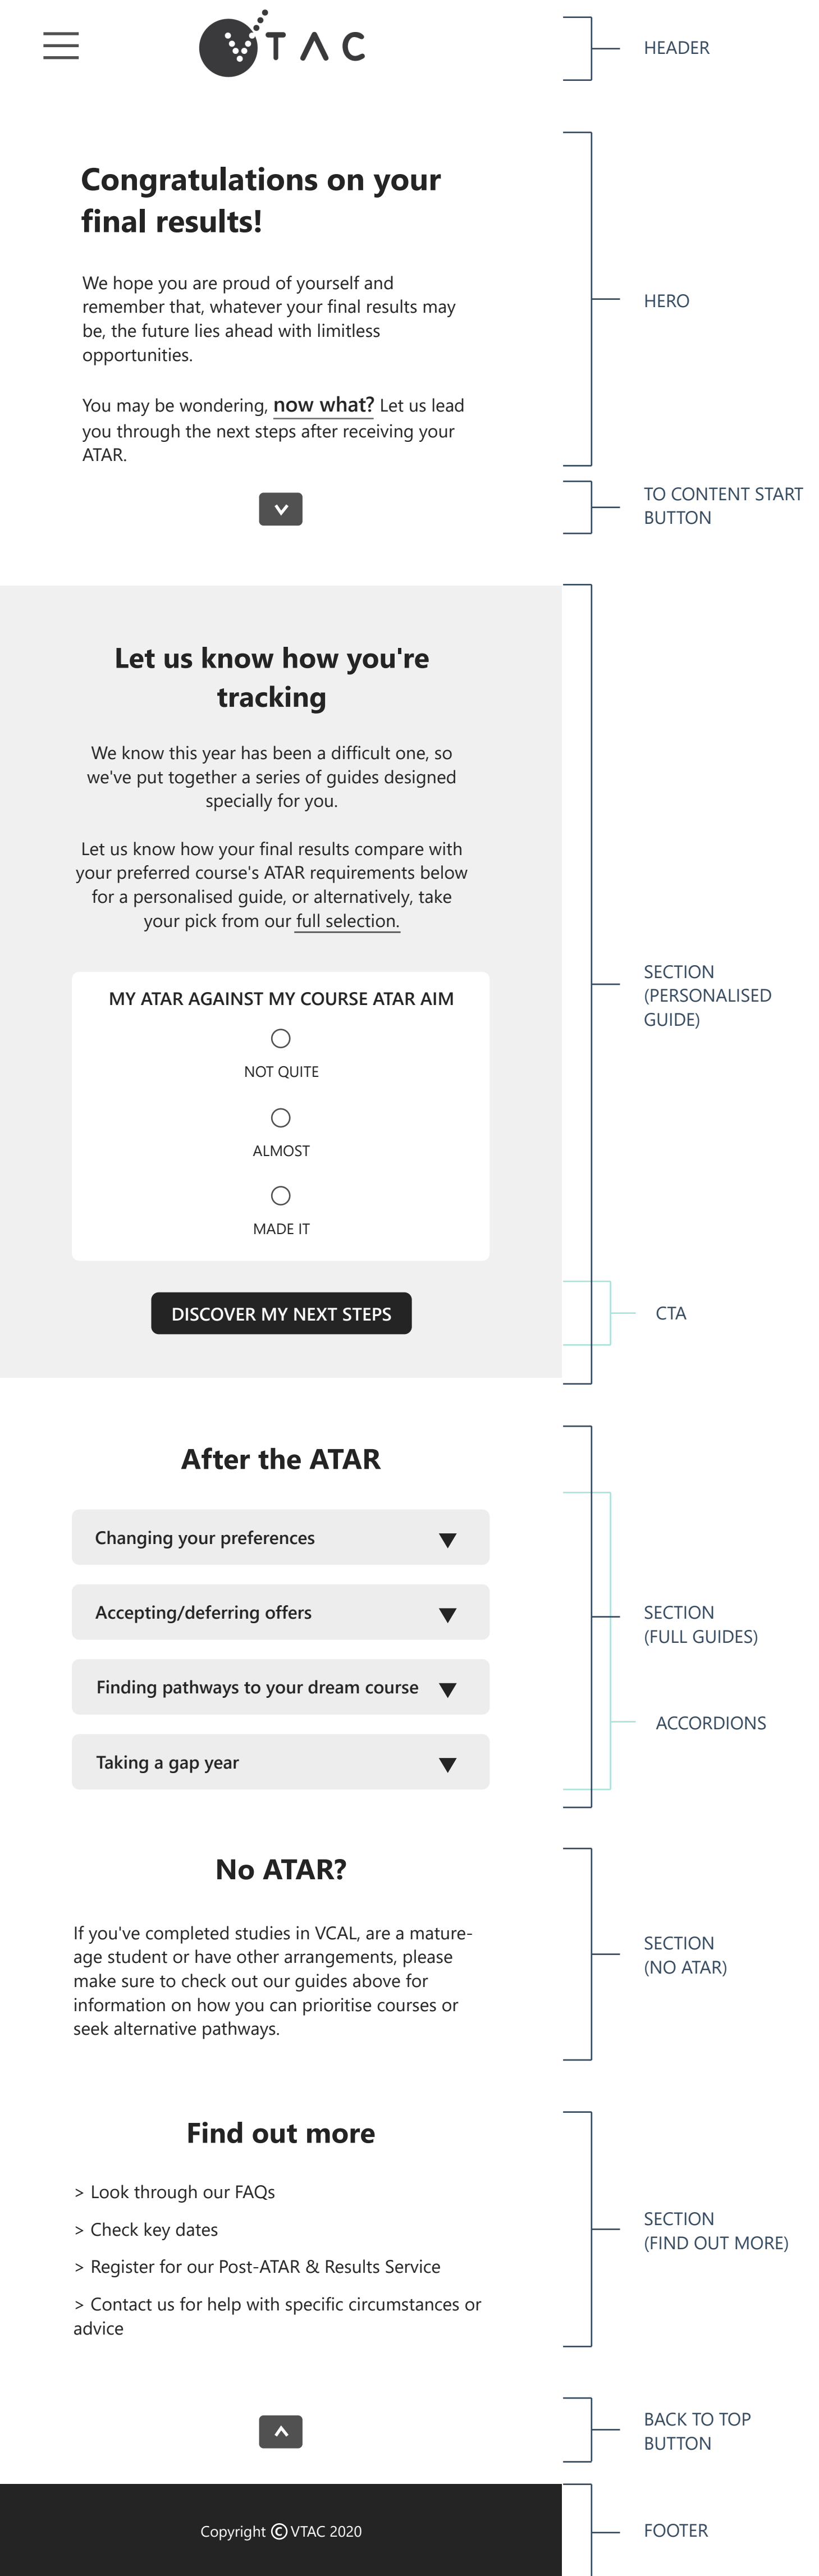 VTAC
HEADER
Congratulations on your
final results!
We hope you are proud of yourself and
remember that, whatever your final results may
be, the future lies ahead with limitless
opportunities.
HERO
You may be wondering, now what? Let us lead
you through the next steps after receiving your
ATAR.
TO CONTENT START
BUTTON
Let us know how you're
tracking
We know this year has been a difficult one, so
we've put together a series of guides designed
specially for you.
Let us know how your final results compare with
your preferred course's ATAR requirements below
for a personalised guide, or alternatively, take
your pick from our full selection.
SECTION
(PERSONALISED
GUIDE)
MY ATAR AGAINST MY COURSE ATAR AIM
NOT QUITE
ALMOST
MADE IT
DISCOVER MY NEXT STEPS
CTA
After the ATAR
Changing your preferences
Accepting/deferring offers
SECTION
(FULL GUIDES)
Finding pathways to your dream course
ACCORDIONS
Taking a gap year
No ATAR?
If you've completed studies in VCAL, are a mature-
age student or have other arrangements, please
make sure to check out our guides above for
information on how you can prioritise courses or
seek alternative pathways.
SECTION
(NO ATAR)
Find out more
> Look through our FAQs
> Check key dates
> Register for our Post-ATAR & Results Service
> Contact us for help with specific circumstances or
advice
SECTION
(FIND OUT MORE)
BACK TO TOP
BUTTON
Copyright © VTAC 2020
FOOTER